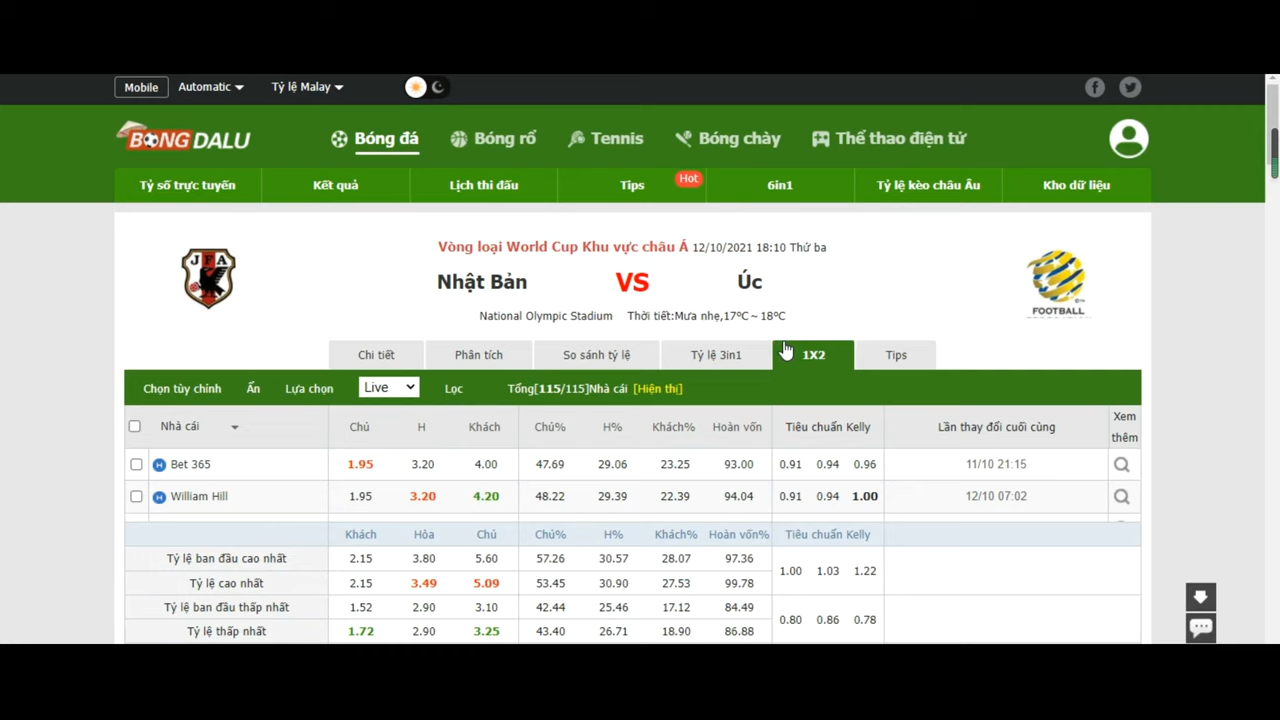 Mobile Automatic Tỷ lệ Malay
BONGDALU Bóng đá Bóng rổ Tennis Bóng chày Thể thao điện tử
Tỷ số trực tuyến Kết quả Lịch thi đấu Tips Hot 6in1 Tỷ lệ kèo châu Âu Kho dữ liệu
Vòng loại World Cup Khu vực châu Á 12/10/2021 18:10 Thứ ba
JFA Nhật Bản VS Úc FOOTBALL
National Olympic Stadium Thời tiết:Mưa nhẹ,17℃～18℃
Chi tiết Phân tích So sánh tỷ lệ Tỷ lệ 3in1 1X2 Tips
Chọn tùy chỉnh Ẩn Lựa chọn Live Lọc Tổng[115/115]Nhà cái [Hiện thị]
Nhà cái Chủ H Khách Chủ% H% Khách% Hoàn vốn Tiêu chuẩn Kelly Lần thay đổi cuối cùng Xem thêm
Bet 365 1.95 3.20 4.00 47.69 29.06 23.25 93.00 0.91 0.94 0.96 11/10 21:15
William Hill 1.95 3.20 4.20 48.22 29.39 22.39 94.04 0.91 0.94 1.00 12/10 07:02
Khách Hòa Chủ Chủ% H% Khách% Hoàn vốn% Tiêu chuẩn Kelly
Tỷ lệ ban đầu cao nhất 2.15 3.80 5.60 57.26 30.57 28.07 97.36 1.00 1.03 1.22
Tỷ lệ cao nhất 2.15 3.49 5.09 53.45 30.90 27.53 99.78
Tỷ lệ ban đầu thấp nhất 1.52 2.90 3.10 42.44 25.46 17.12 84.49 0.80 0.86 0.78
Tỷ lệ thấp nhất 1.72 2.90 3.25 43.40 26.71 18.90 86.88